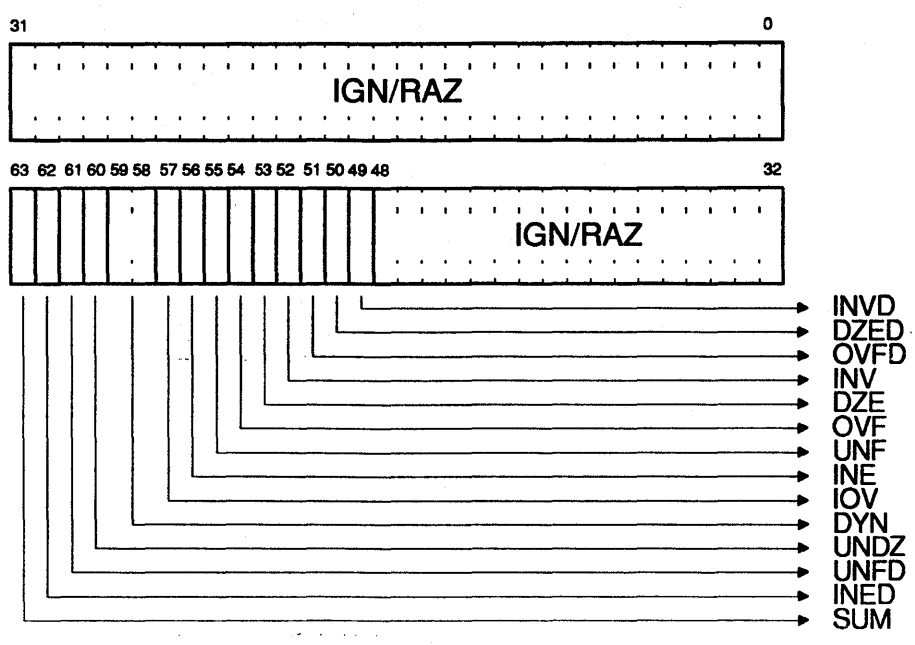 31 0
IGN/RAZ
63 62 61 60 59 58 57 56 55 54 53 52 51 50 49 48 32
IGN/RAZ
INVD
DZED
OVFD
INV
DZE
OVF
UNF
INE
IOV
DYN
UNDZ
UNFD
INED
SUM